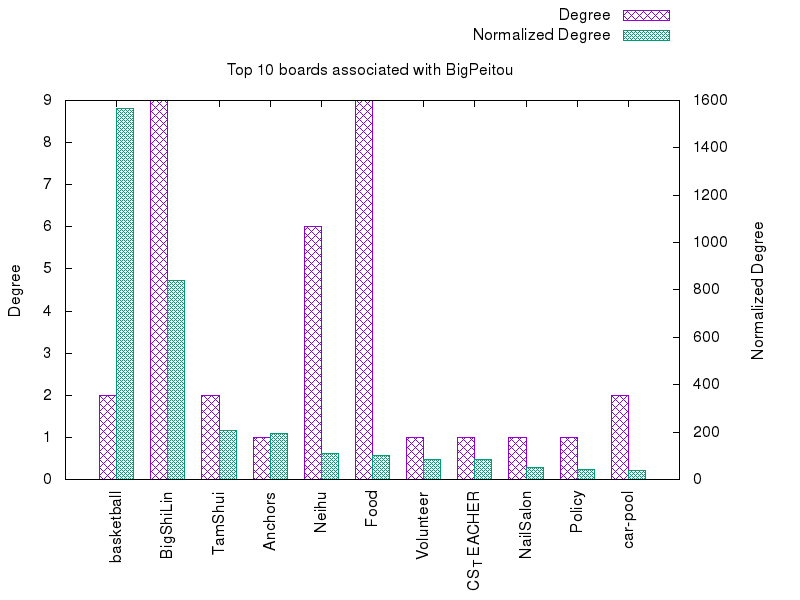 Degree
Normalized Degree
Top 10 boards associated with BigPeitou
9
8
7
6
5
4
3
2
1
0
Degree
1600
1400
1200
1000
800
600
400
200
0
Normalized Degree
basketball
BigShiLin
TamShui
Anchors
Neihu
Food
Volunteer
CSTEACHER
NailSalon
Policy
car-pool